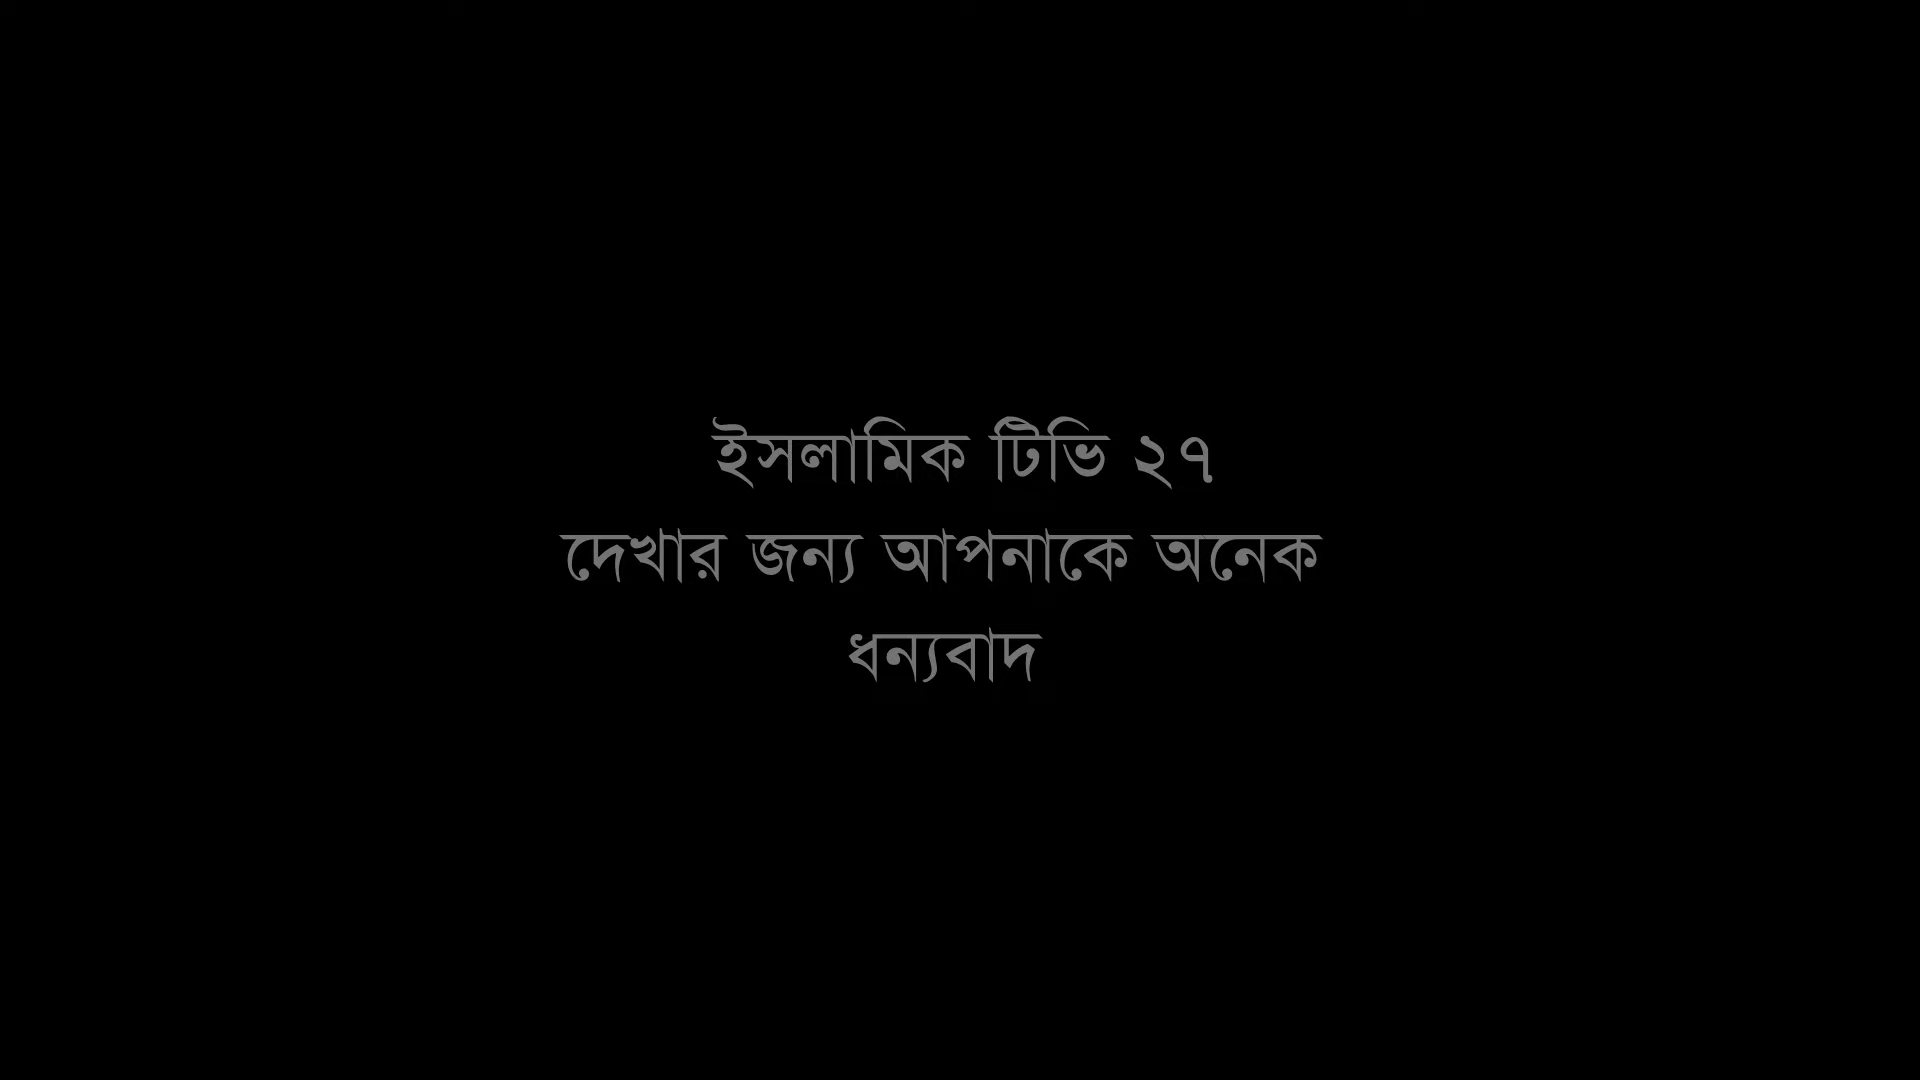 ইসলামিক টিভি ২৭
দেখার জন্য আপনাকে অনেক
ধন্যবাদ